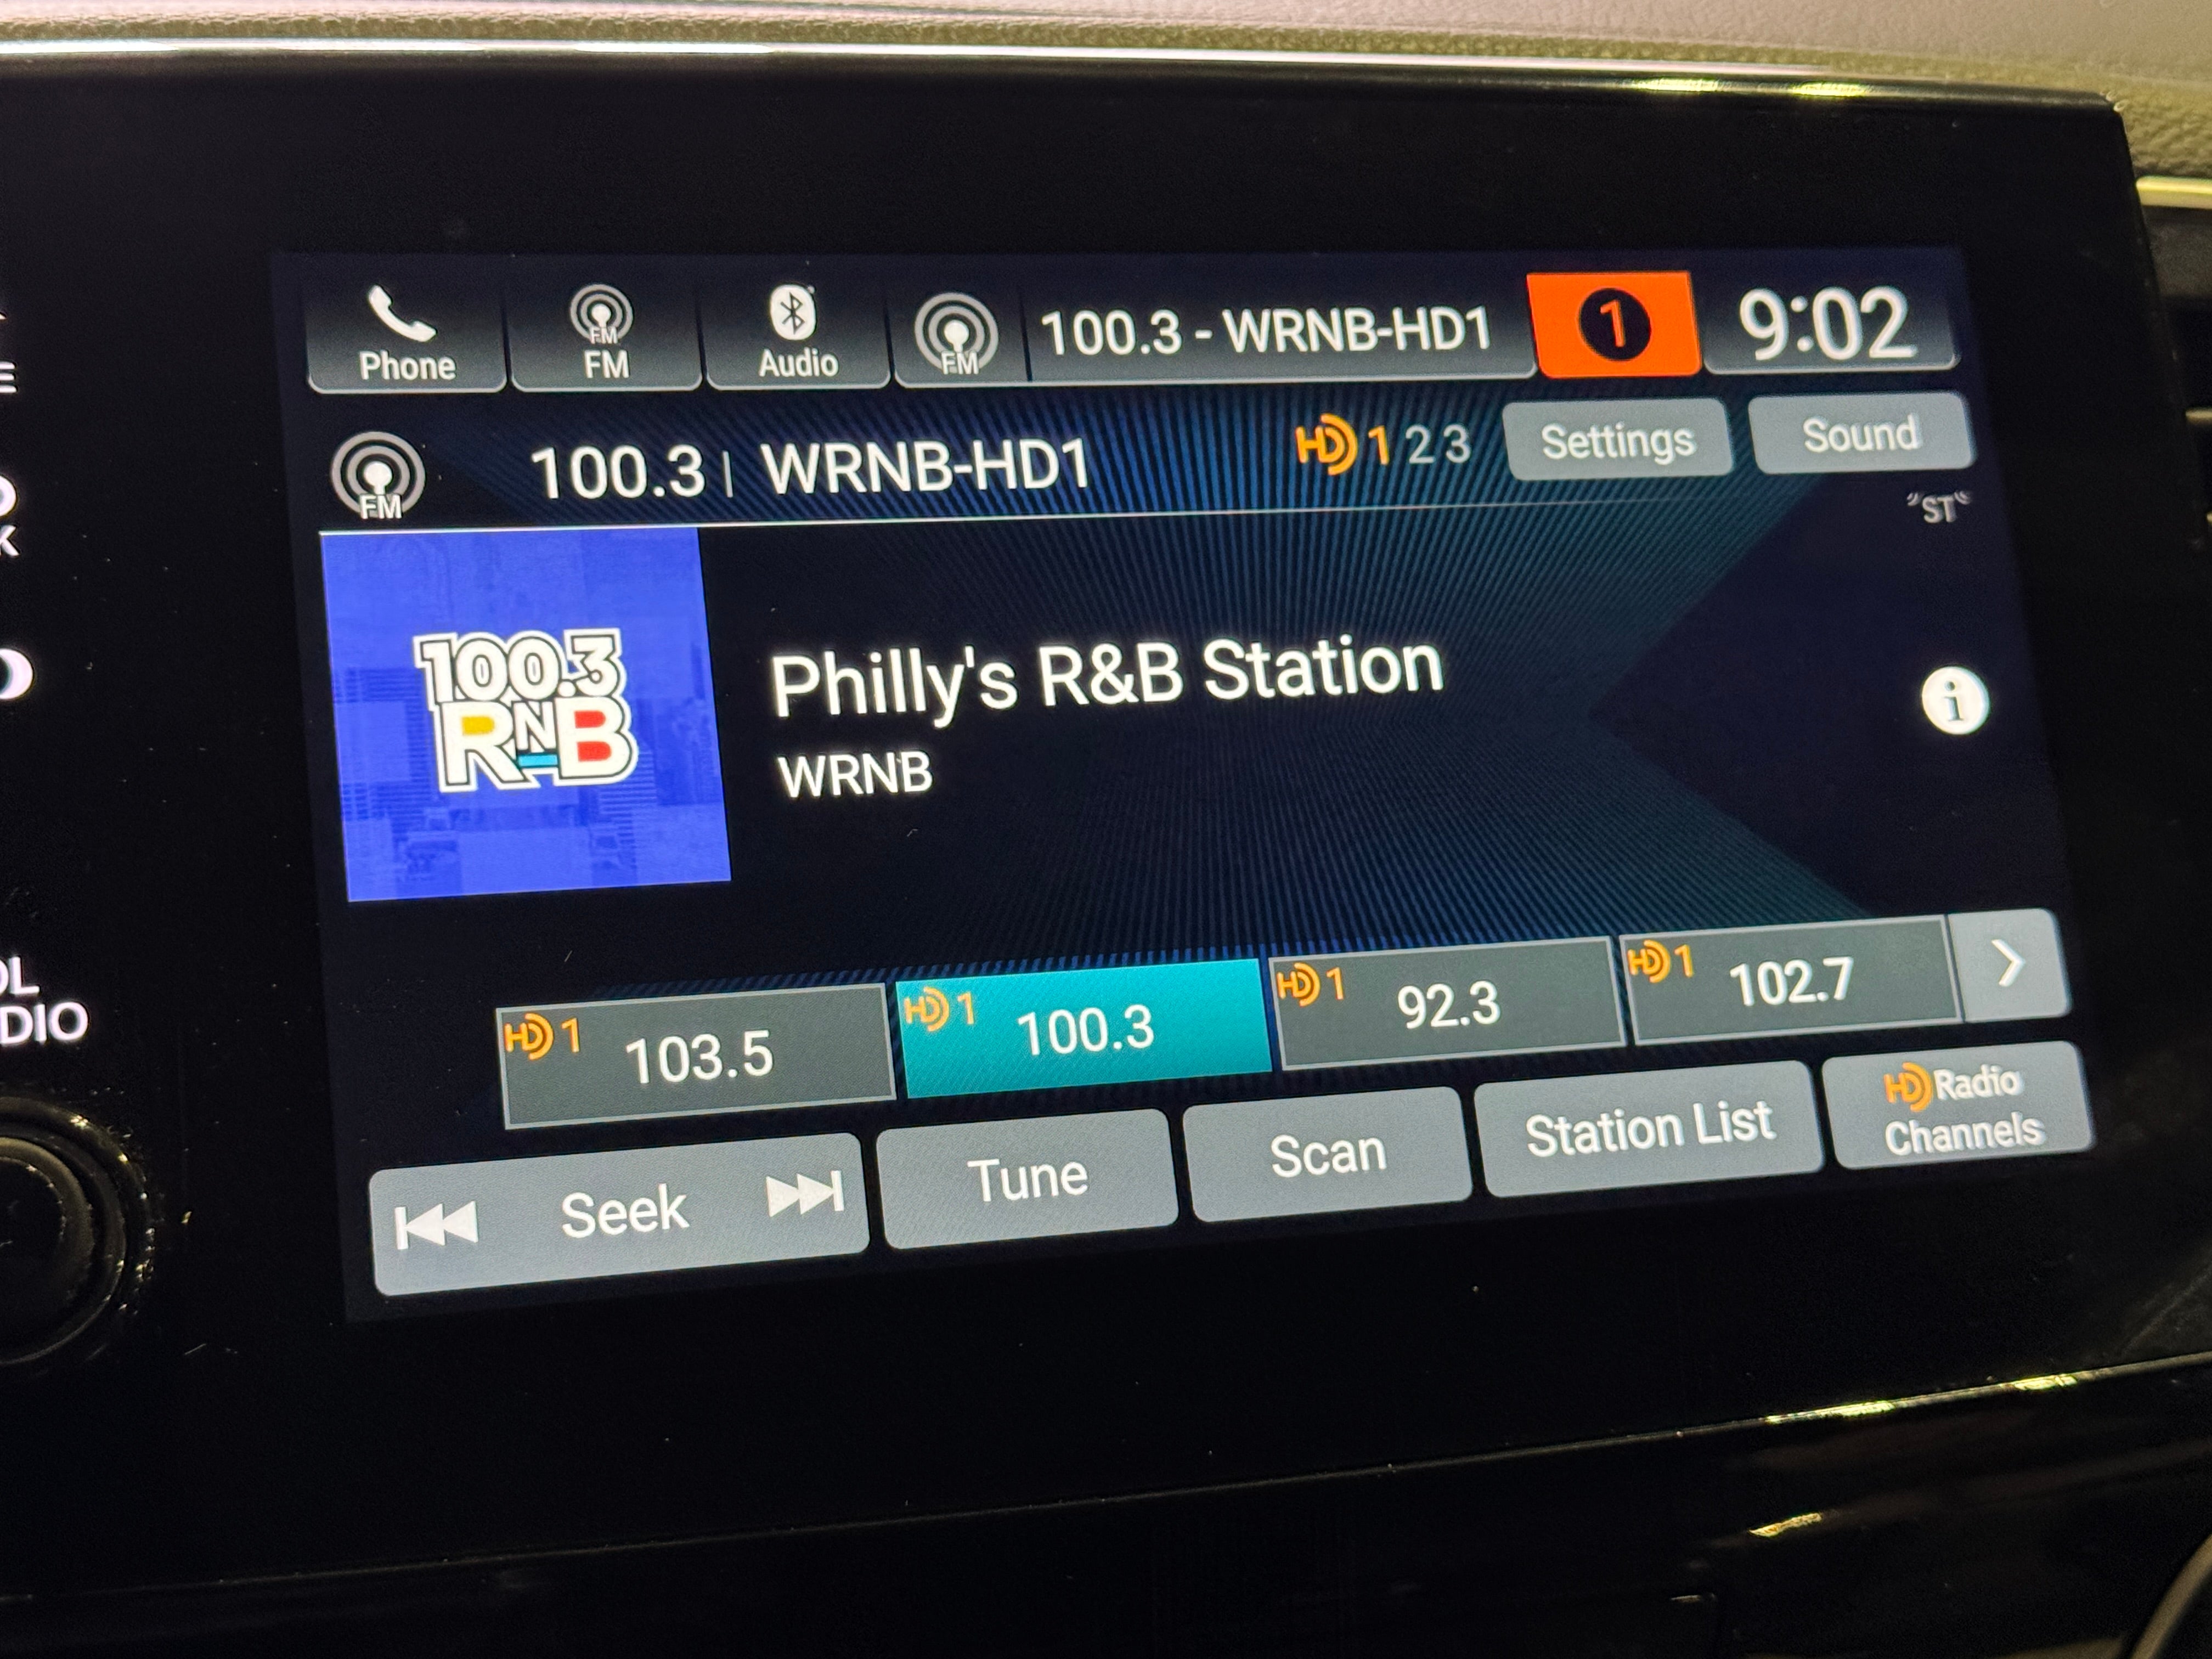 Phone
FM
FM
Audio
FM
100.3 - WRNB-HD1
1
9:02
FM
100.3 | WRNB-HD1
HD 1 2 3
Settings
Sound
"ST"
100.3
RNB
Philly's R&B Station
WRNB
i
HD 1 103.5
HD 1 100.3
HD 1 92.3
HD 1 102.7
Seek
Tune
Scan
Station List
HD Radio
Channels
DIO